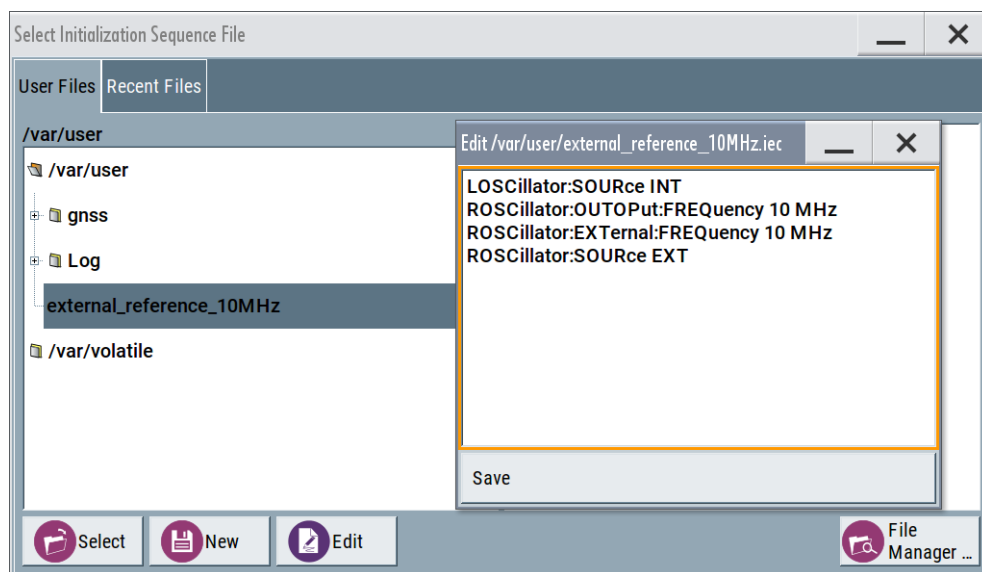 Select Initialization Sequence File
User Files
Recent Files
/var/user
/var/user
gnss
Log
external_reference_10MHz
/var/volatile
Edit /var/user/external_reference_10MHz.iec
LOSCillator:SOURce INT
ROSCillator:OUTOPut:FREQuency 10 MHz
ROSCillator:EXTernal:FREQuency 10 MHz
ROSCillator:SOURce EXT
Save
Select
New
Edit
File
Manager ...